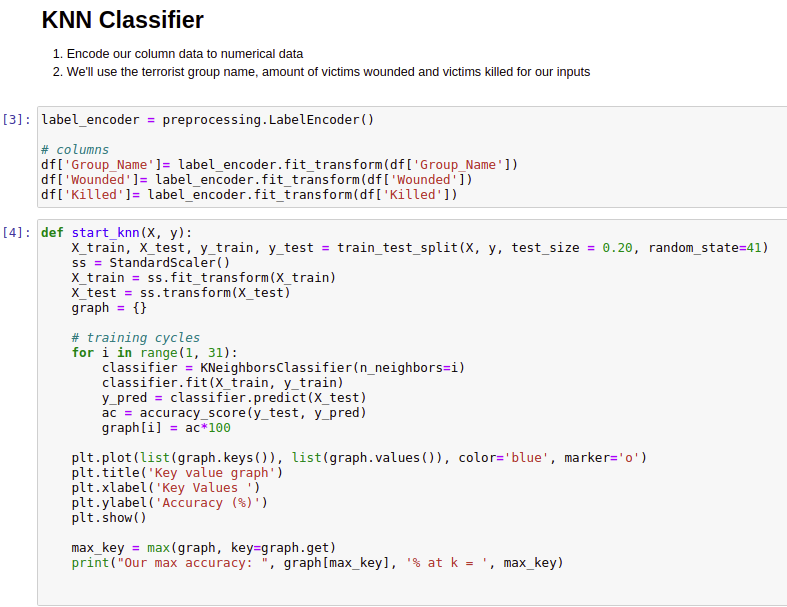 KNN Classifier
1. Encode our column data to numerical data
2. We'll use the terrorist group name, amount of victims wounded and victims killed for our inputs
[3]: label_encoder = preprocessing.LabelEncoder()
# columns
df['Group_Name']= label_encoder.fit_transform(df['Group_Name'])
df['Wounded']= label_encoder.fit_transform(df['Wounded'])
df['Killed']= label_encoder.fit_transform(df['Killed'])
[4]: def start_knn(X, y):
    X_train, X_test, y_train, y_test = train_test_split(X, y, test_size = 0.20, random_state=41)
    ss = StandardScaler()
    X_train = ss.fit_transform(X_train)
    X_test = ss.transform(X_test)
    graph = {}
    # training cycles
    for i in range(1, 31):
        classifier = KNeighborsClassifier(n_neighbors=i)
        classifier.fit(X_train, y_train)
        y_pred = classifier.predict(X_test)
        ac = accuracy_score(y_test, y_pred)
        graph[i] = ac*100
    plt.plot(list(graph.keys()), list(graph.values()), color='blue', marker='o')
    plt.title('Key value graph')
    plt.xlabel('Key Values ')
    plt.ylabel('Accuracy (%)')
    plt.show()
    max_key = max(graph, key=graph.get)
    print("Our max accuracy: ", graph[max_key], '% at k = ', max_key)